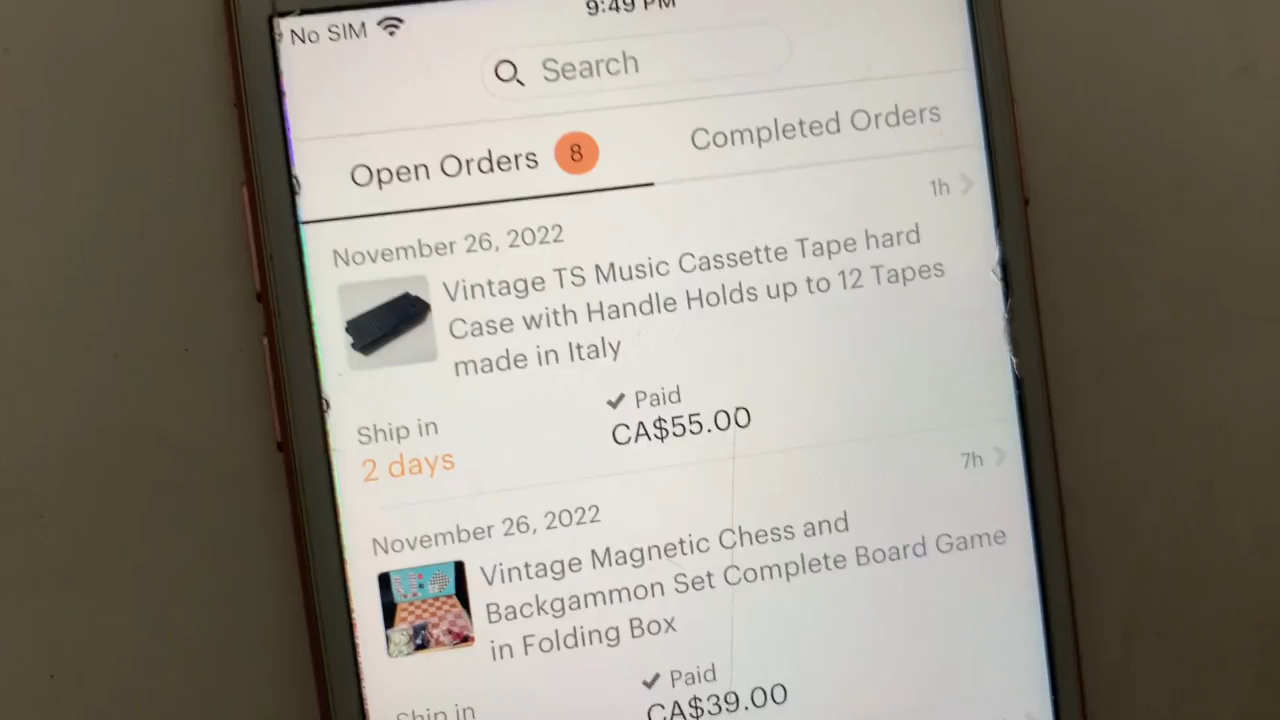 No SIM
9:49 PM
Search
Open Orders 8
Completed Orders
1h
November 26, 2022
Vintage TS Music Cassette Tape hard
Case with Handle Holds up to 12 Tapes
made in Italy
Paid
CA$55.00
Ship in
2 days
7h
November 26, 2022
Vintage Magnetic Chess and
Backgammon Set Complete Board Game
in Folding Box
Paid
CA$39.00
Ship in